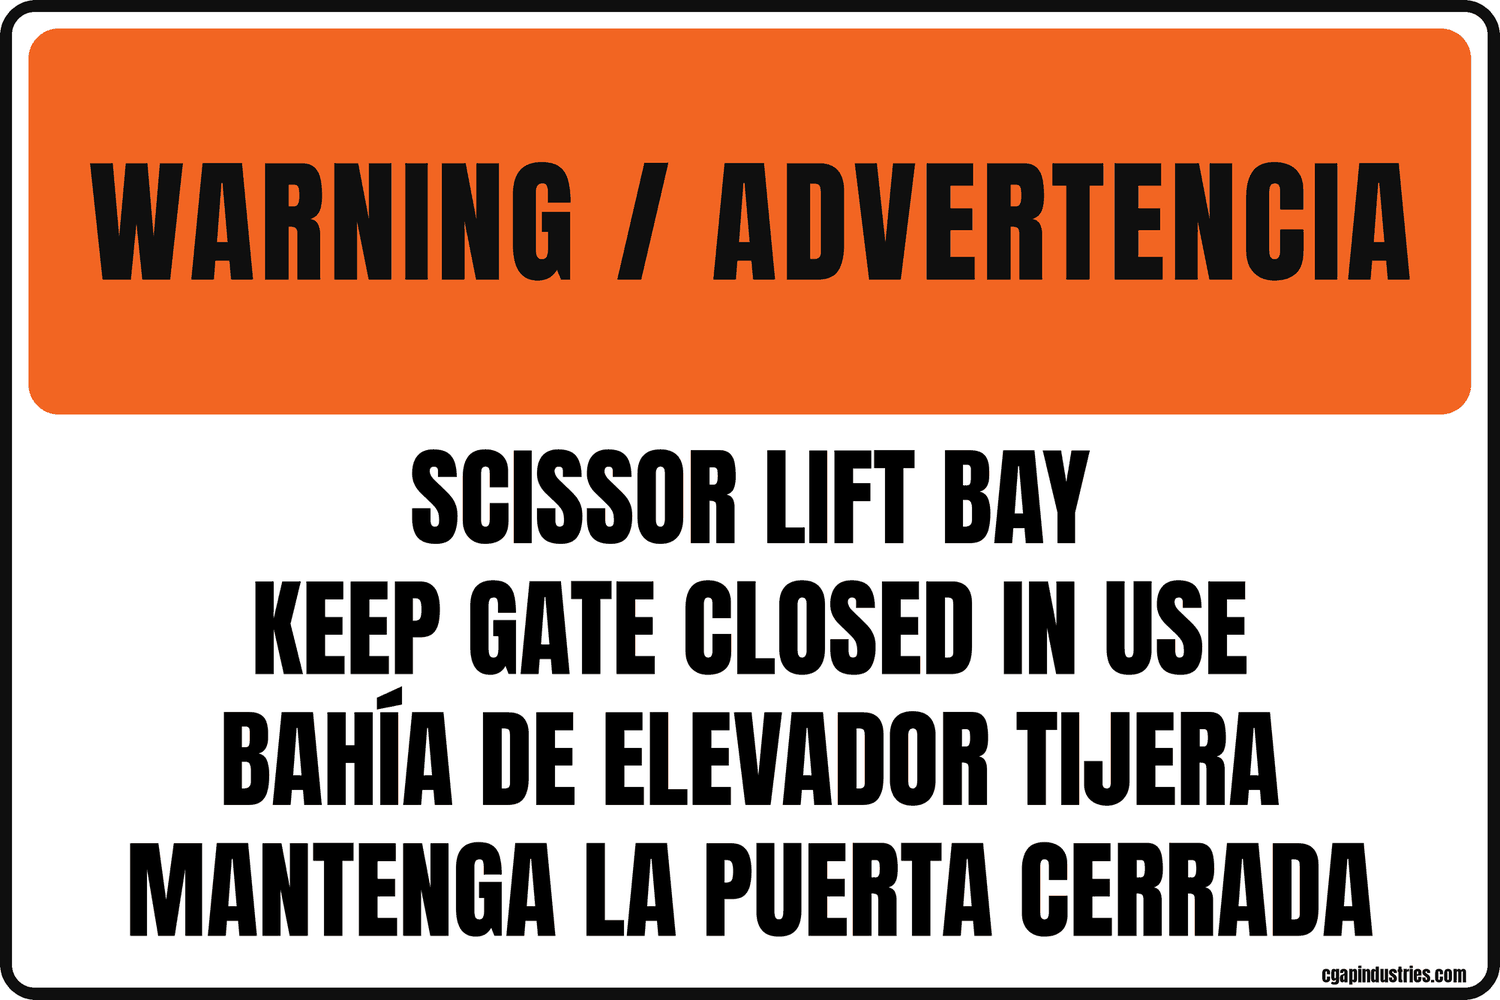 WARNING / ADVERTENCIA
SCISSOR LIFT BAY
KEEP GATE CLOSED IN USE
BAHÍA DE ELEVADOR TIJERA
MANTENGA LA PUERTA CERRADA
cgapindustries.com